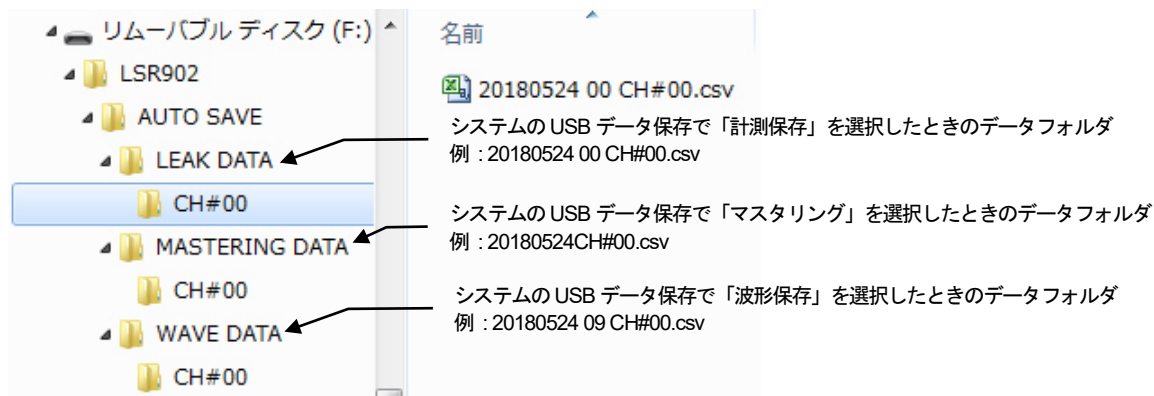 リムーバブル ディスク (F:)
LSR902
AUTO SAVE
LEAK DATA
CH#00
MASTERING DATA
CH#00
WAVE DATA
CH#00
名前
20180524 00 CH#00.csv
システムの USB データ保存で「計測保存」を選択したときのデータフォルダ
例 : 20180524 00 CH#00.csv
システムの USB データ保存で「マスタリング」を選択したときのデータフォルダ
例 : 20180524CH#00.csv
システムの USB データ保存で「波形保存」を選択したときのデータフォルダ
例 : 20180524 09 CH#00.csv